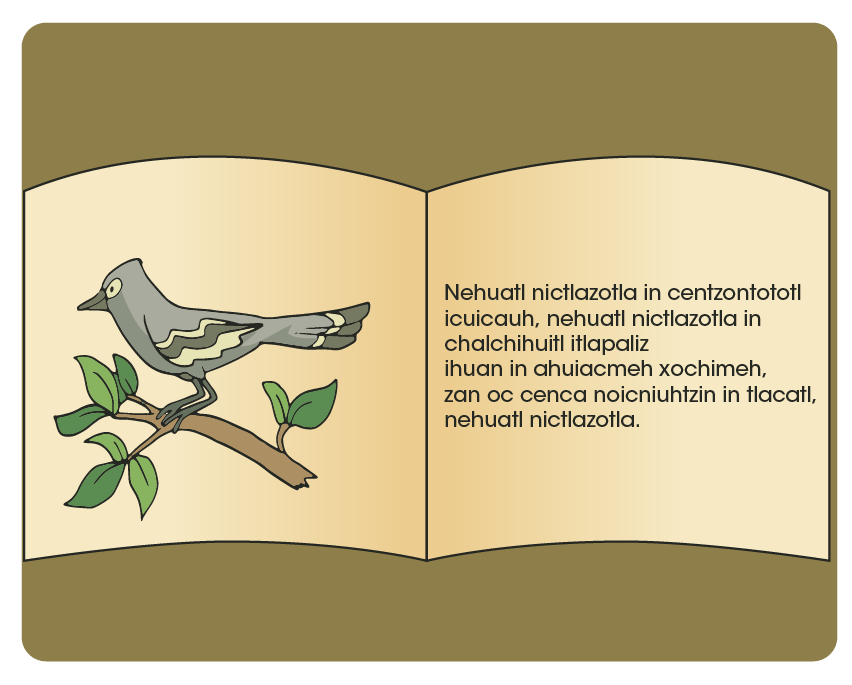 Nehuatl nictlazotla in centzontototl
icuicauh, nehuatl nictlazotla in
chalchihuitl itlapaliz
ihuan in ahuiacmeh xochimeh,
zan oc cenca noicniuhtzin in tlacatl,
nehuatl nictlazotla.